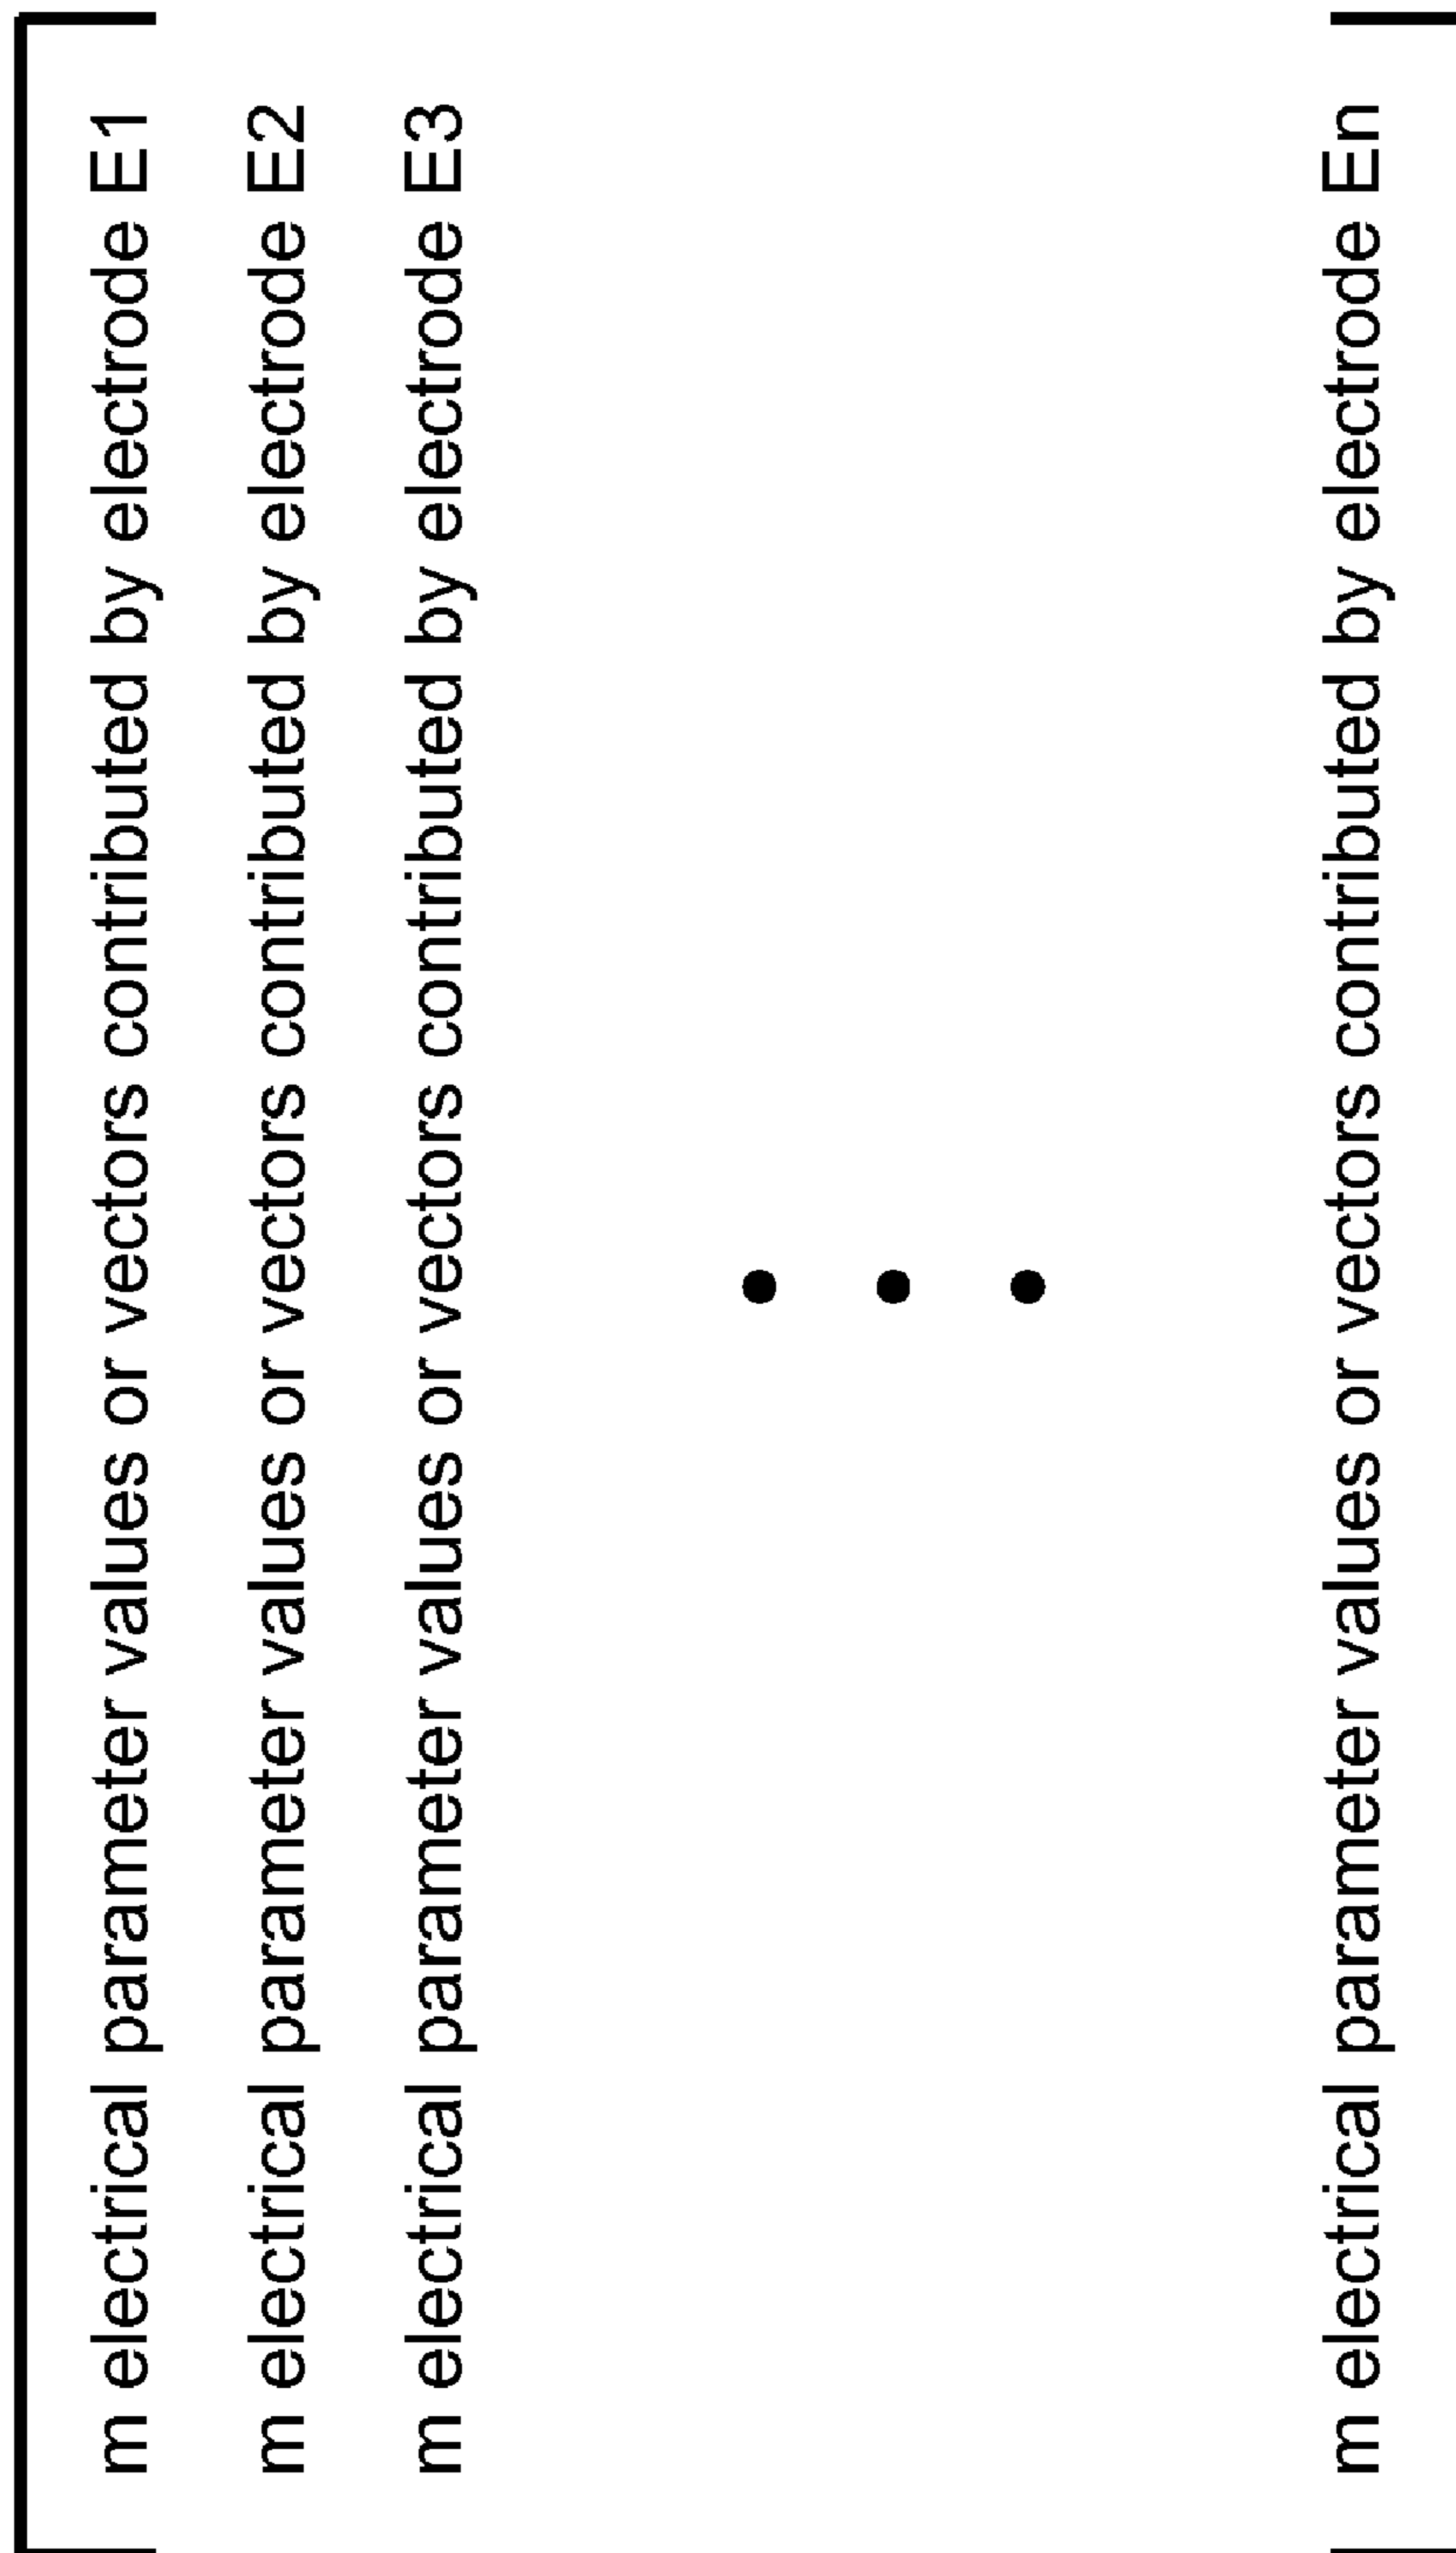 m electrical parameter values or vectors contributed by electrode E1
m electrical parameter values or vectors contributed by electrode E2
m electrical parameter values or vectors contributed by electrode E3
m electrical parameter values or vectors contributed by electrode En